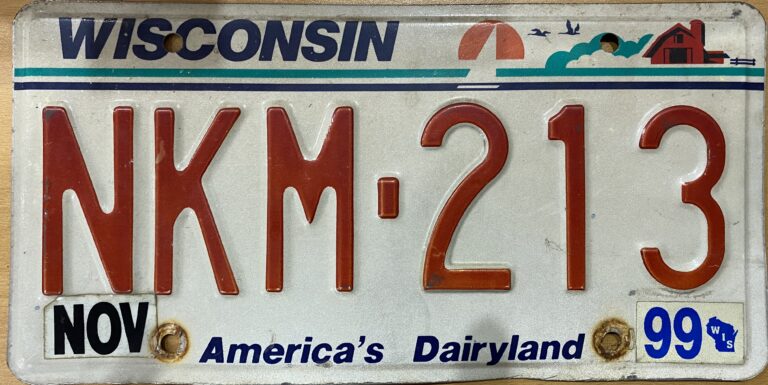 WISCONSIN
NKM-213
NOV America's Dairyland 99 WIS